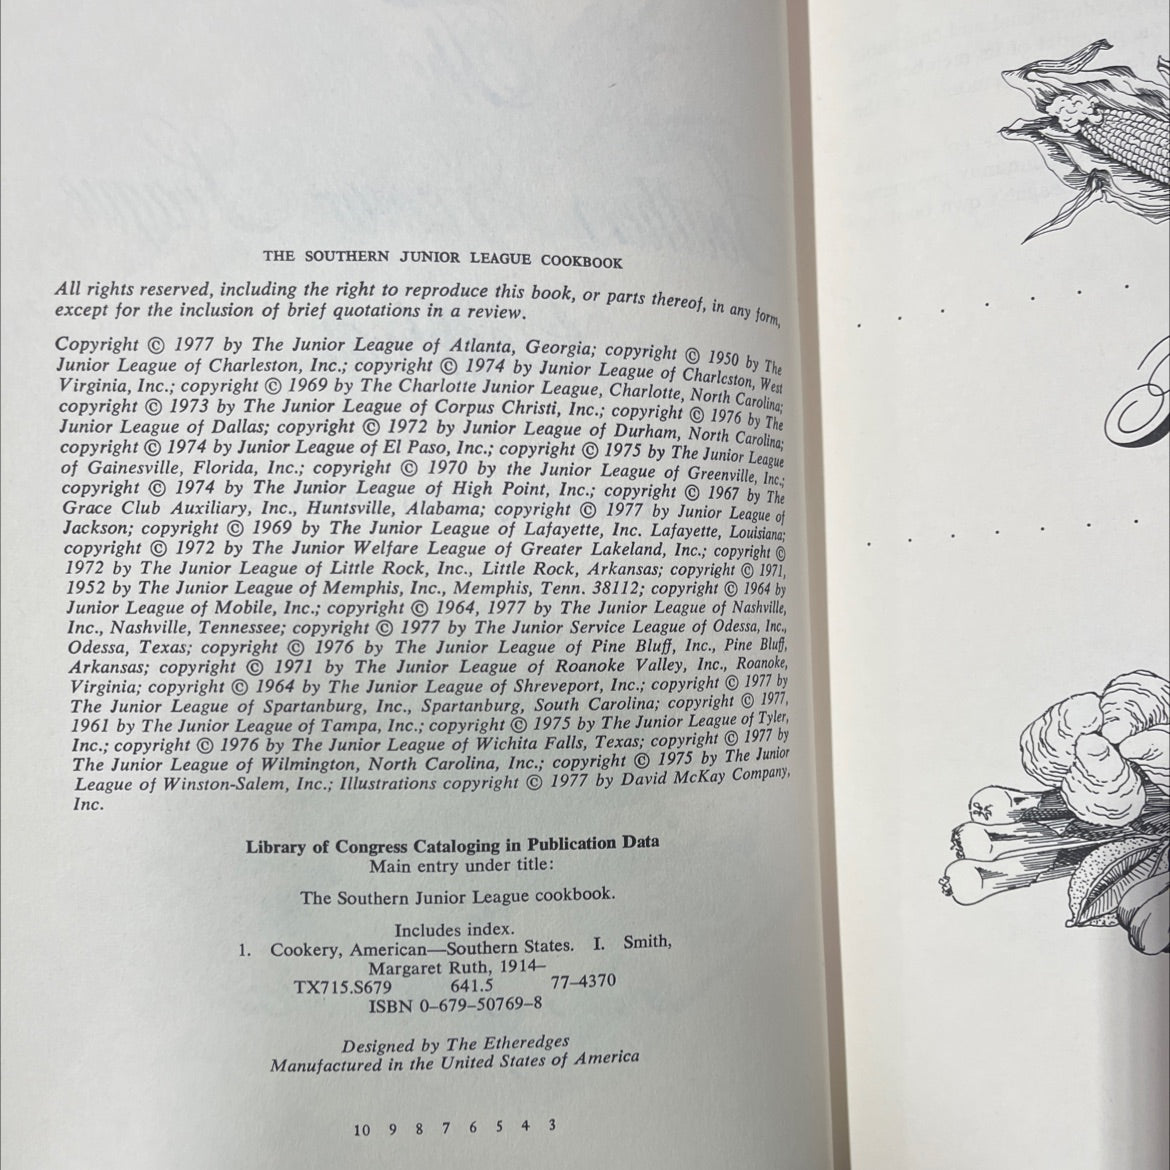 THE SOUTHERN JUNIOR LEAGUE COOKBOOK
All rights reserved, including the right to reproduce this book, or parts thereof, in any form,
except for the inclusion of brief quotations in a review.
Copyright © 1977 by The Junior League of Atlanta, Georgia; copyright © 1950 by The
Junior League of Charleston, Inc.; copyright © 1974 by Junior League of Charleston, West
Virginia, Inc.; copyright © 1969 by The Charlotte Junior League, Charlotte, North Carolina;
copyright © 1973 by The Junior League of Corpus Christi, Inc.; copyright © 1976 by The
Junior League of Dallas; copyright © 1972 by Junior League of Durham, North Carolina;
copyright © 1974 by Junior League of El Paso, Inc.; copyright © 1975 by The Junior League
of Gainesville, Florida, Inc.; copyright © 1970 by the Junior League of Greenville, Inc.;
copyright © 1974 by The Junior League of High Point, Inc.; copyright © 1967 by The
Grace Club Auxiliary, Inc., Huntsville, Alabama; copyright © 1977 by Junior League of
Jackson; copyright © 1969 by The Junior League of Lafayette, Inc. Lafayette, Louisiana;
copyright © 1972 by The Junior Welfare League of Greater Lakeland, Inc.; copyright ©
1972 by The Junior League of Little Rock, Inc., Little Rock, Arkansas; copyright © 1971,
1952 by The Junior League of Memphis, Inc., Memphis, Tenn. 38112; copyright © 1964 by
Junior League of Mobile, Inc.; copyright © 1964, 1977 by The Junior League of Nashville,
Inc., Nashville, Tennessee; copyright © 1977 by The Junior Service League of Odessa, Inc.,
Odessa, Texas; copyright © 1976 by The Junior League of Pine Bluff, Inc., Pine Bluff,
Arkansas; copyright © 1971 by The Junior League of Roanoke Valley, Inc., Roanoke,
Virginia; copyright © 1964 by The Junior League of Shreveport, Inc.; copyright © 1977 by
The Junior League of Spartanburg, Inc., Spartanburg, South Carolina; copyright © 1977,
1961 by The Junior League of Tampa, Inc.; copyright © 1975 by The Junior League of Tyler,
Inc.; copyright © 1976 by The Junior League of Wichita Falls, Texas; copyright © 1977 by
The Junior League of Wilmington, North Carolina, Inc.; copyright © 1975 by The Junior
League of Winston-Salem, Inc.; Illustrations copyright © 1977 by David McKay Company,
Inc.
Library of Congress Cataloging in Publication Data
Main entry under title:
The Southern Junior League cookbook.
Includes index.
1. Cookery, American—Southern States. I. Smith,
Margaret Ruth, 1914–
TX715.S679 641.5 77–4370
ISBN 0–679–50769–8
Designed by The Etheredges
Manufactured in the United States of America
10 9 8 7 6 5 4 3